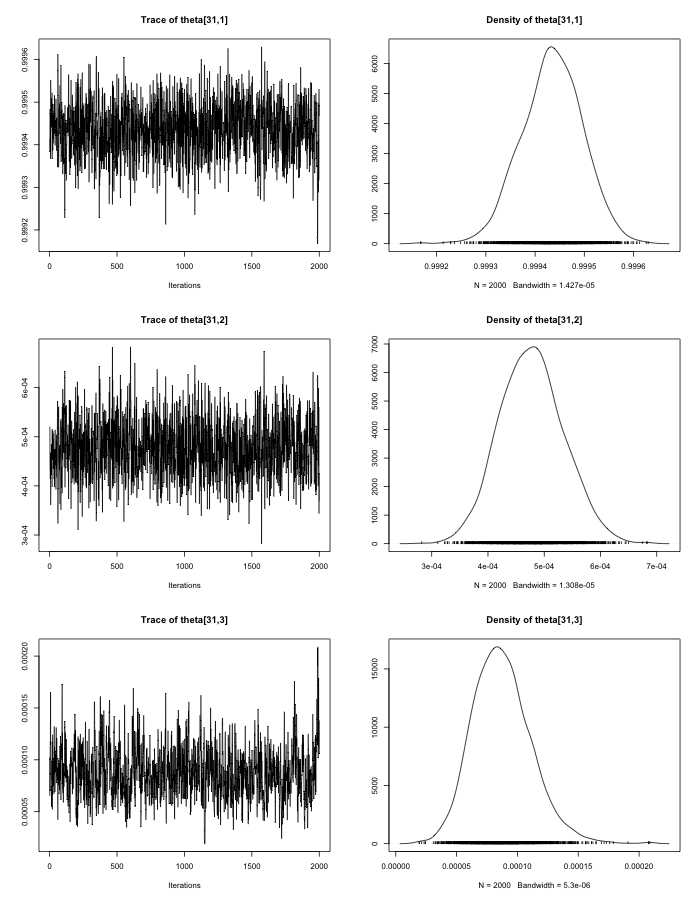 Trace of theta[31,1]
0.9992 0.9993 0.9994 0.9995 0.9996
0 500 1000 1500 2000
Iterations
Density of theta[31,1]
0 1000 2000 3000 4000 5000 6000
0.9992 0.9993 0.9994 0.9995 0.9996
N = 2000 Bandwidth = 1.427e-05
Trace of theta[31,2]
3e-04 4e-04 5e-04 6e-04
0 500 1000 1500 2000
Iterations
Density of theta[31,2]
0 1000 2000 3000 4000 5000 6000 7000
3e-04 4e-04 5e-04 6e-04 7e-04
N = 2000 Bandwidth = 1.308e-05
Trace of theta[31,3]
0.00005 0.00010 0.00015 0.00020
0 500 1000 1500 2000
Iterations
Density of theta[31,3]
0 5000 10000 15000
0.00000 0.00005 0.00010 0.00015 0.00020
N = 2000 Bandwidth = 5.3e-06